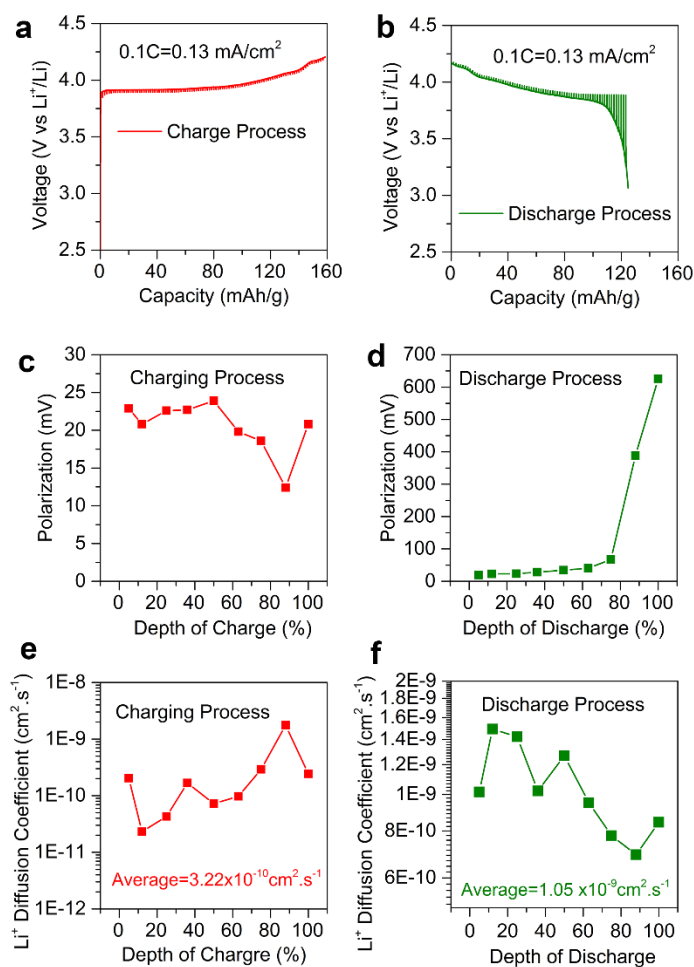 a
4.5
4.0
3.5
3.0
2.5
0 40 80 120 160
Voltage (V vs Li⁺/Li)
Capacity (mAh/g)
0.1C=0.13 mA/cm²
Charge Process
b
4.5
4.0
3.5
3.0
2.5
0 40 80 120 160
Voltage (V vs Li⁺/Li)
Capacity (mAh/g)
0.1C=0.13 mA/cm²
Discharge Process
c
30
25
20
15
10
5
0
0 20 40 60 80 100
Polarization (mV)
Depth of Charge (%)
Charging Process
d
700
600
500
400
300
200
100
0
0 20 40 60 80 100
Polarization (mV)
Depth of Discharge (%)
Discharge Process
e
1E-8
1E-9
1E-10
1E-11
1E-12
0 20 40 60 80 100
Li⁺ Diffusion Coefficient (cm².s⁻¹)
Depth of Chargre (%)
Charging Process
Average=3.22x10⁻¹⁰cm².s⁻¹
f
2E-9
1.8E-9
1.6E-9
1.4E-9
1.2E-9
1E-9
8E-10
6E-10
0 20 40 60 80 100
Li⁺ Diffusion Coefficient (cm².s⁻¹)
Depth of Discharge
Discharge Process
Average=1.05 x10⁻⁹cm².s⁻¹